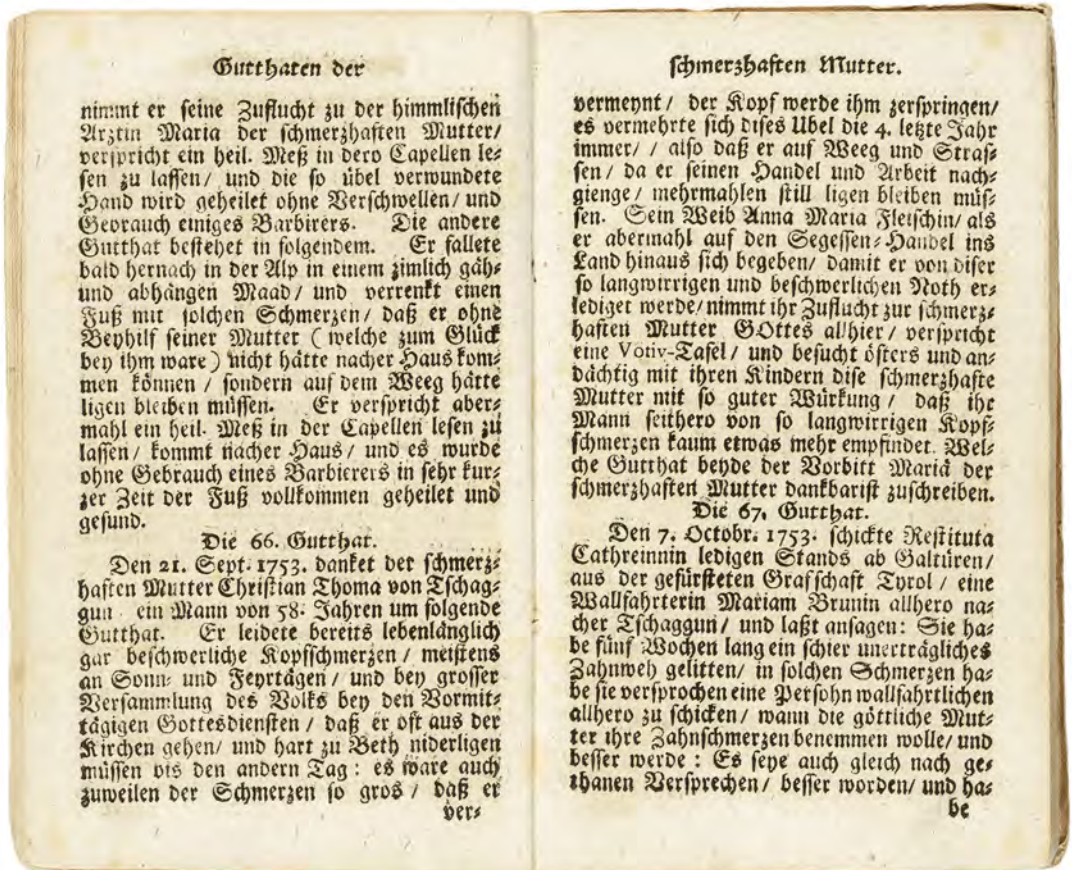 Gutthaten der
nimmt er seine Zuflucht zu der himmlischen
Arztin Maria der schmerzhaften Mutter/
verspricht ein heil. Meß in dero Capellen le-
sen zu lassen/ und die so übel verwundete
Hand wird geheilet ohne Verschwellen/ und
Gebrauch einiges Barbirers. Die andere
Gutthat bestehet in folgendem. Er fallete
bald hernach in der Alp in einem zimlich gäh-
und abhängen Maad/ und verrenkt einen
Fuß mit solchen Schmerzen/ daß er ohne
Beyhilf seiner Mutter ( welche zum Glück
bey ihm ware ) nicht hätte nacher Haus kom-
men können / sondern auf dem Weeg hätte
ligen bleiben müssen. Er verspricht aber-
mahl ein heil. Meß in der Capellen lesen zu
lassen/ kommt nacher Haus/ und es wurde
ohne Gebrauch eines Barbierers in sehr kur-
zer Zeit der Fuß vollkommen geheilet und
gesund.
Die 66. Gutthat.
Den 21. Sept. 1753. danket der schmerz-
haften Mutter Christian Thoma von Tschag-
gun ein Mann von 58. Jahren um folgende
Gutthat. Er leidete bereits lebenlänglich
gar beschwerliche Kopfschmerzen / meistens
an Sonn- und Feyrtägen / und bey grosser
Versammlung des Volks bey den Vormit-
tägigen Gottesdiensten / daß er oft aus der
Kirchen gehen/ und hart zu Beth niderligen
müssen bis den andern Tag : es ware auch
zuweilen der Schmerzen so gros / daß er
ver-
schmerzhaften Mutter.
vermeynt / der Kopf werde ihm zerspringen/
es vermehrte sich dises Ubel die 4. letzte Jahr
immer/ / also daß er auf Weeg und Stras-
sen / da er seinen Handel und Arbeit nach-
gienge / mehrmahlen still ligen bleiben müs-
sen. Sein Weib Anna Maria Fleischin/ als
er abermahl auf den Segessen-Handel ins
Land hinaus sich begeben/ damit er von diser
so langwirrigen und beschwerlichen Noth er-
lediget werde/ nimmt ihr Zuflucht zur schmerz-
haften Mutter GOttes allhier / verspricht
eine Votiv-Tafel / und besucht öfters und an-
dächtig mit ihren Kindern dise schmerzhafte
Mutter mit so guter Würkung / daß ihr
Mann seithero von so langwirrigen Kopf-
schmerzen kaum etwas mehr empfindet. Wel-
che Gutthat beyde der Vorbitt Mariä der
schmerzhaften Mutter dankbarist zuschreiben.
Die 67. Gutthat.
Den 7. Octobr. 1753. schickte Restituta
Cathreinnin ledigen Stands ab Galtüren/
aus der gefürsteten Grafschaft Tyrol / eine
Wallfahrterin Mariam Brunin allhero na-
cher Tschaggun/ und laßt ansagen: Sie ha-
be fünf Wochen lang ein schier unerträgliches
Zahnweh gelitten/ in solchen Schmerzen ha-
be sie versprochen eine Persohn wallfahrtlichen
allhero zu schicken/ wann die göttliche Mut-
ter ihre Zahnschmerzen benemmen wolle/ und
besser werde : Es seye auch gleich nach ge-
thanen Versprechen / besser worden/ und ha-
be